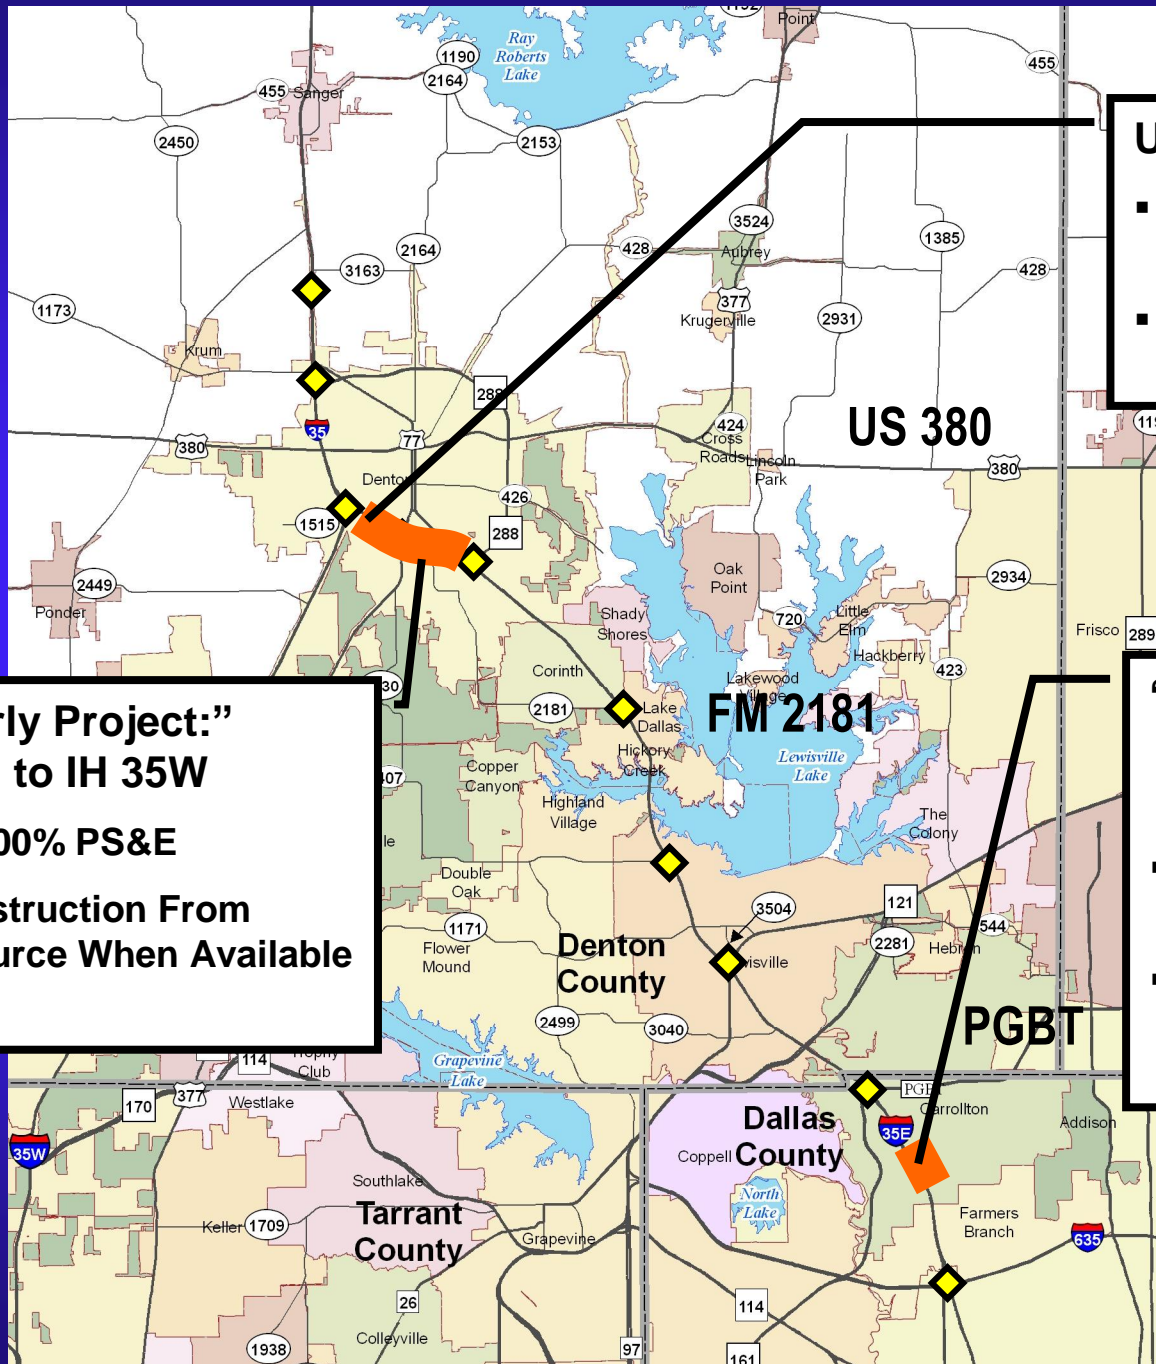 1192
Point
Ray
Roberts
Lake
1190
2164
455
455
Sanger
2450
2153
U
3524
2164
428
Aubrey
1385
3163
428
377
1173
Krugerville
2931
Krum
288
35
424
US 380
380
77
Cross
Roads
Lincoln
Park
380
Denton
426
1515
288
Oak
Point
2934
2449
Ponder
Shady
Shores
720
Little
Elm
Frisco
289
Hackberry
Corinth
423
Lakewood
Village
2181
Lake
Dallas
FM 2181
rly Project:”
to IH 35W
00% PS&E
struction From
urce When Available
Hickory
Creek
Lewisville
Lake
407
Copper
Canyon
Highland
Village
The
Colony
Double
Oak
121
3504
1171
544
Flower
Mound
Denton
County
2281
Hebron
visville
2499
3040
PGBT
114
Trophy
Club
Grapevine
Lake
377
170
Westlake
Carrollton
Dallas
County
35E
Addison
35W
Coppell
Southlake
North
Lake
Keller
1709
Tarrant
County
Farmers
Branch
Grapevine
635
26
114
Colleyville
1938
97
161